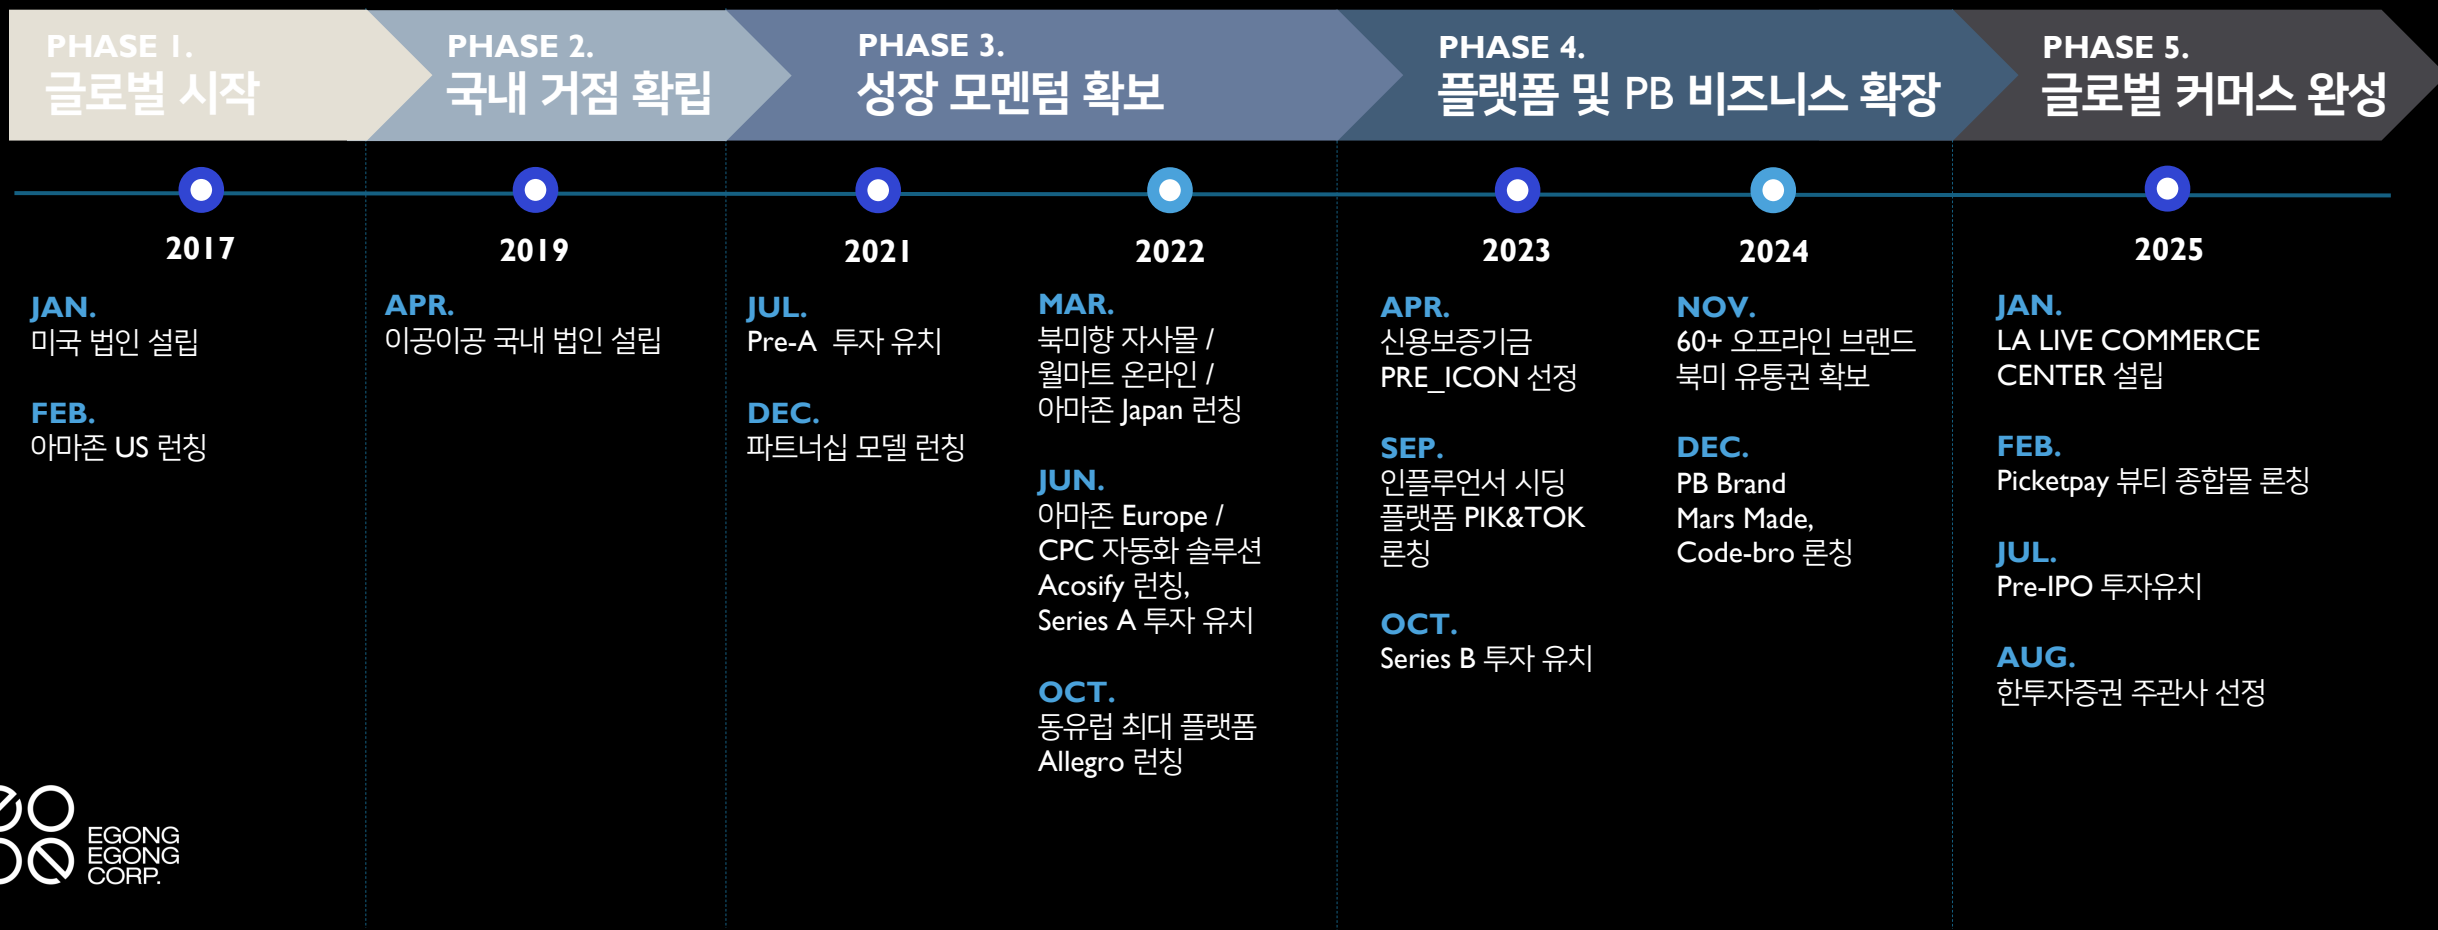 PHASE 1.
글로벌 시작
PHASE 2.
국내 거점 확립
PHASE 3.
성장 모멘텀 확보
PHASE 4.
플랫폼 및 PB 비즈니스 확장
PHASE 5.
글로벌 커머스 완성
2017
JAN.
미국 법인 설립
FEB.
아마존 US 런칭
2019
APR.
이공이공 국내 법인 설립
2021
JUL.
Pre-A 투자 유치
DEC.
파트너십 모델 런칭
2022
MAR.
북미향 자사몰 /
월마트 온라인 /
아마존 Japan 런칭
JUN.
아마존 Europe /
CPC 자동화 솔루션
Acosify 런칭,
Series A 투자 유치
OCT.
동유럽 최대 플랫폼
Allegro 런칭
2023
APR.
신용보증기금
PRE_ICON 선정
SEP.
인플루언서 시딩
플랫폼 PIK&TOK
론칭
OCT.
Series B 투자 유치
2024
NOV.
60+ 오프라인 브랜드
북미 유통권 확보
DEC.
PB Brand
Mars Made,
Code-bro 론칭
2025
JAN.
LA LIVE COMMERCE
CENTER 설립
FEB.
Picketpay 뷰티 종합몰 론칭
JUL.
Pre-IPO 투자유치
AUG.
한투자증권 주관사 선정
EGONG
EGONG
CORP.